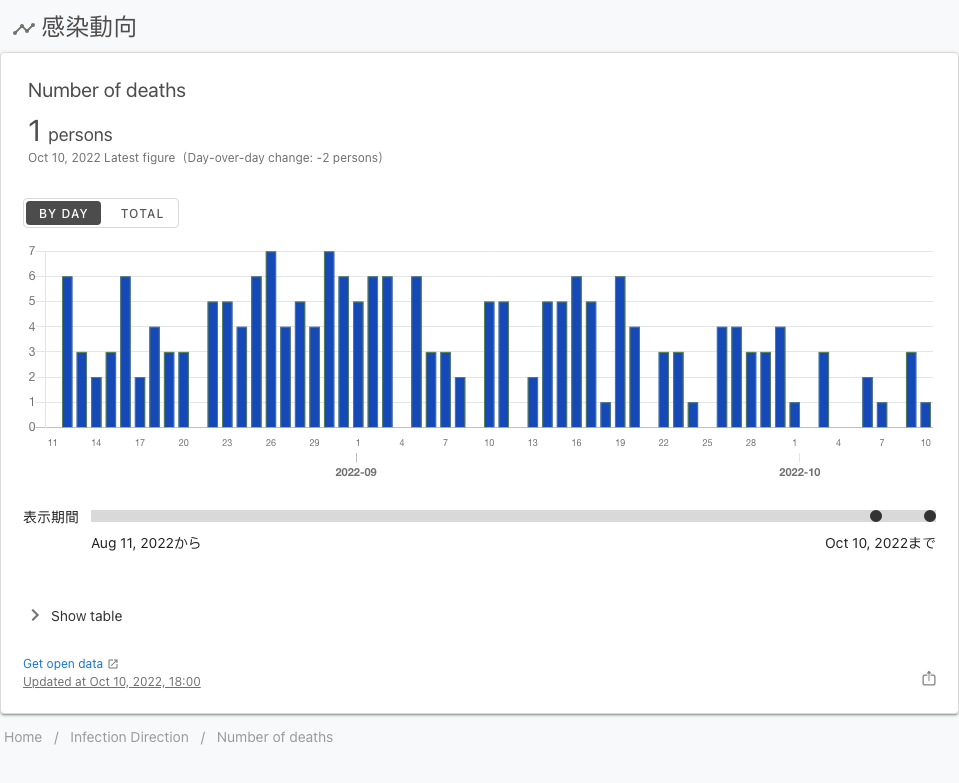 感染動向
Number of deaths
1 persons
Oct 10, 2022 Latest figure (Day-over-day change: -2 persons)
BY DAY TOTAL
7
6
5
4
3
2
1
0
11 14 17 20 23 26 29 1 4 7 10 13 16 19 22 25 28 1 4 7 10
2022-09 2022-10
表示期間
Aug 11, 2022から Oct 10, 2022まで
Show table
Get open data
Updated at Oct 10, 2022, 18:00
Home / Infection Direction / Number of deaths